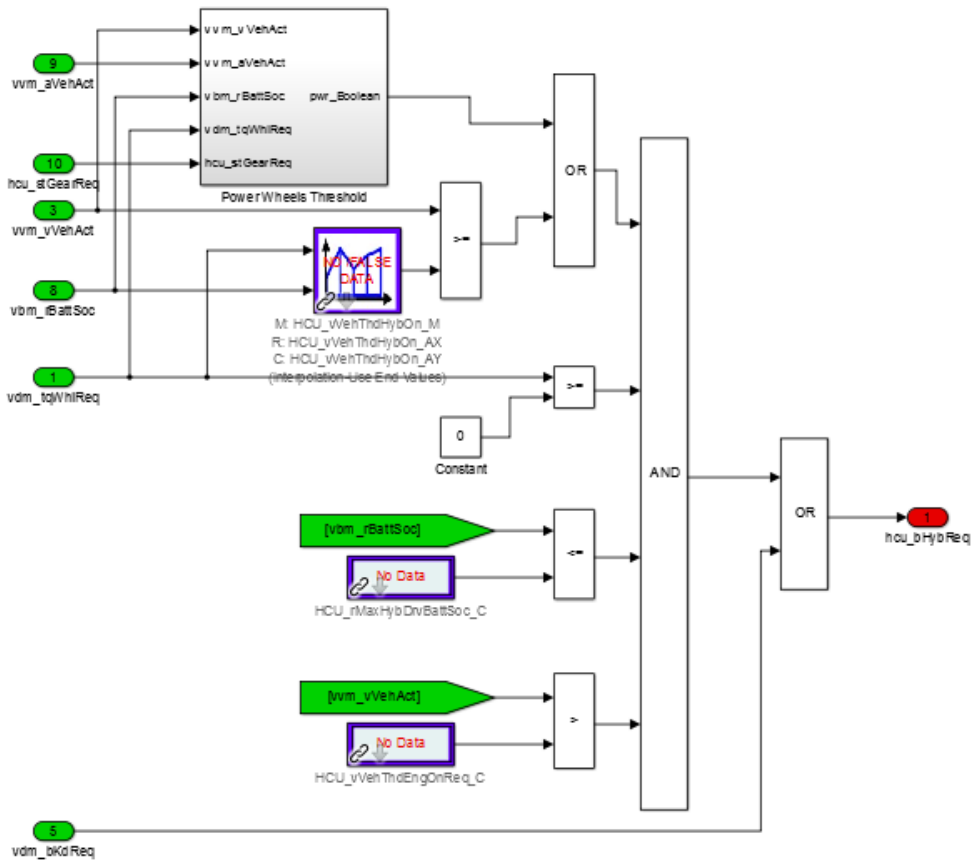 vvm_vVehAct
9
vvm_aVehAct
vvm_aVehAct
vbm_rBattSoc
pwr_Boolean
vdm_tqWhlReq
10
hcu_stGearReq
hcu_stGearReq
OR
Power Wheels Threshold
3
vvm_vVehAct
>=
8
vbm_rBattSoc
M: HCU_vVehThdHybOn_M
R: HCU_vVehThdHybOn_AX
C: HCU_vVehThdHybOn_AY
(Interpolation-Use End Values)
1
vdm_tqWhlReq
>=
0
Constant
AND
[vbm_rBattSoc]
<=
No Data
HCU_rMaxHybDrvBattSoc_C
OR
1
hcu_bHybReq
[vvm_vVehAct]
>
No Data
HCU_vVehThdEngOnReq_C
5
vdm_bKdReq